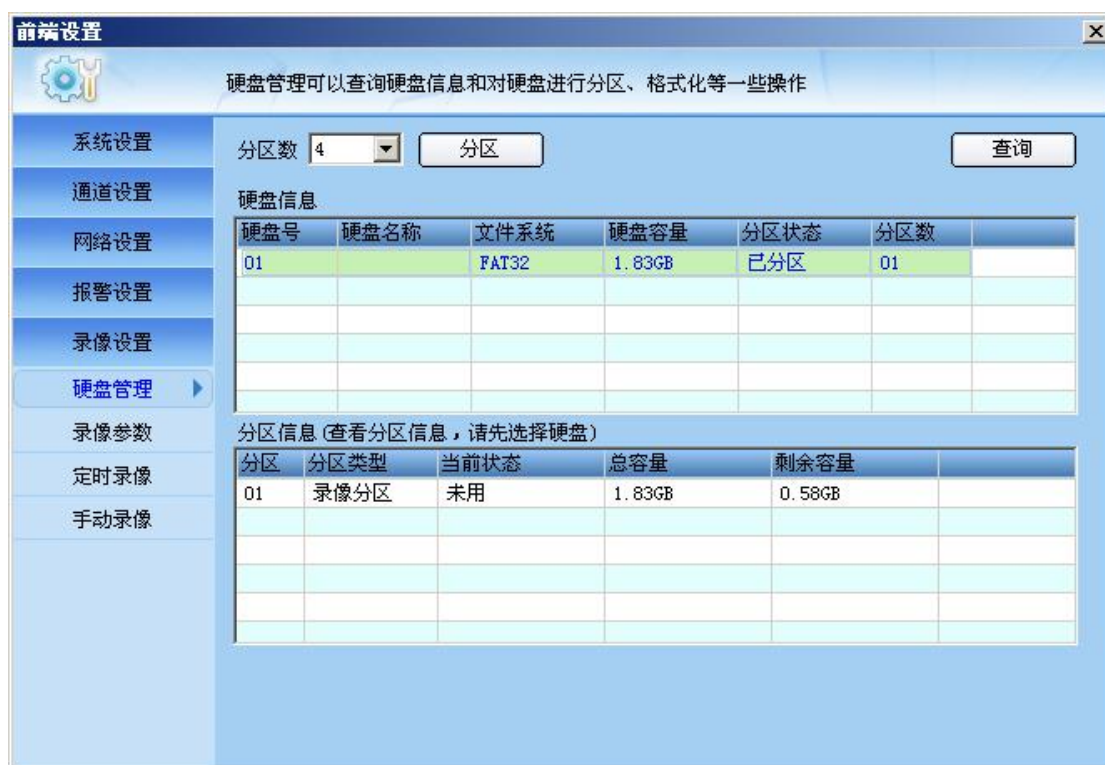 前端设置
硬盘管理可以查询硬盘信息和对硬盘进行分区、格式化等一些操作
系统设置
通道设置
网络设置
报警设置
录像设置
硬盘管理
录像参数
定时录像
手动录像
分区数 4 分区 查询
硬盘信息
硬盘号 硬盘名称 文件系统 硬盘容量 分区状态 分区数
01 FAT32 1.83GB 已分区 01
分区信息(查看分区信息，请先选择硬盘)
分区 分区类型 当前状态 总容量 剩余容量
01 录像分区 未用 1.83GB 0.58GB